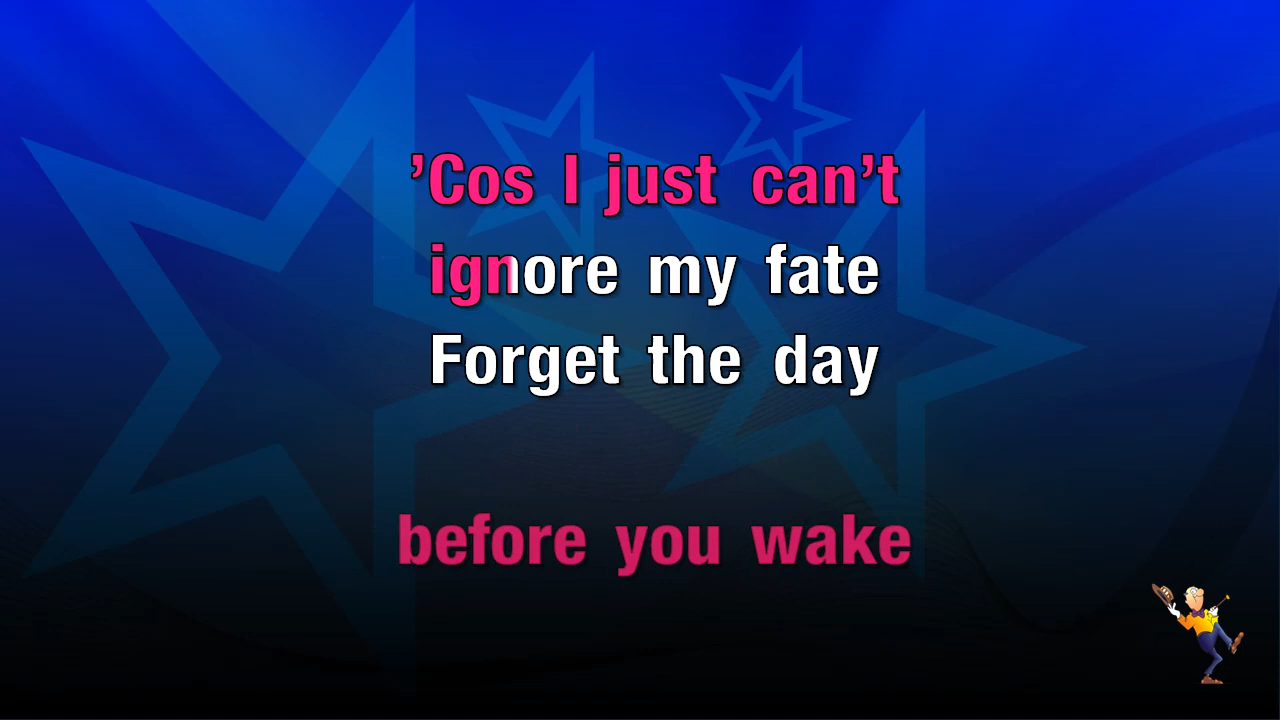 ’Cos I just can’t
ignore my fate
Forget the day
before you wake